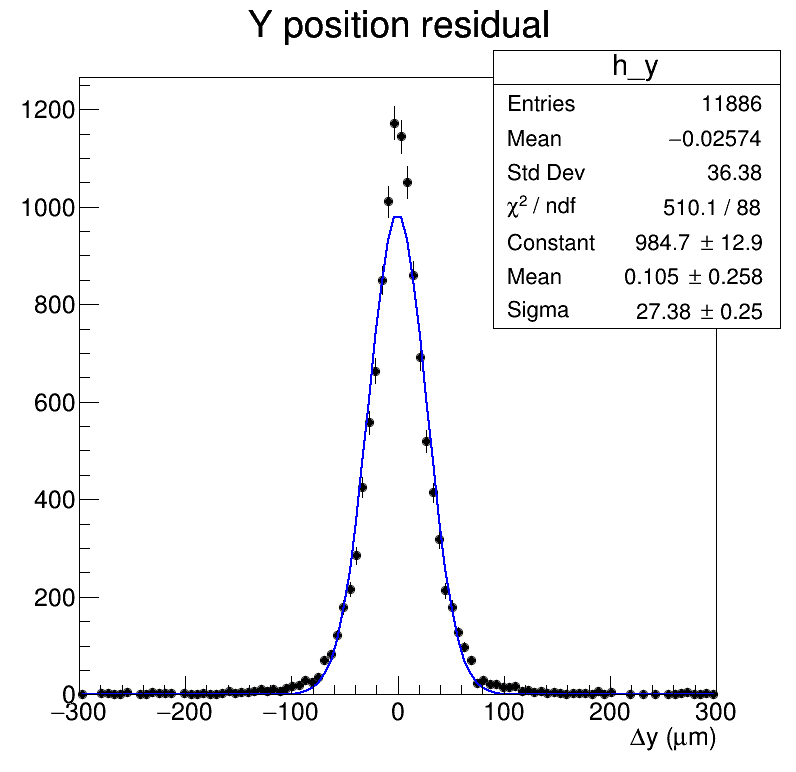 Y position residual
h_y
Entries 11886
Mean −0.02574
Std Dev 36.38
χ² / ndf 510.1 / 88
Constant 984.7 ± 12.9
Mean 0.105 ± 0.258
Sigma 27.38 ± 0.25
1200
1000
800
600
400
200
0
−300 −200 −100 0 100 200 300
Δy (μm)